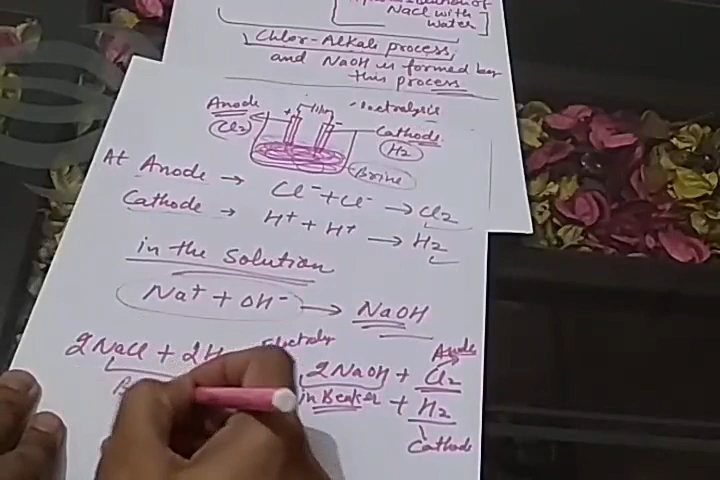 NaCl with
water]
Chlor-Alkali process,
and NaOH is formed by
this process
Anode
+
-
(Cl2)
Cathode
H2
Brine
At Anode → Cl⁻ + Cl⁻ → Cl2
Cathode → H⁺ + H⁺ → H2
in the solution
Na⁺ + OH⁻ → NaOH
2NaCl + 2H
2NaOH + Cl2
Anode
in Beaker + H2
Cathode